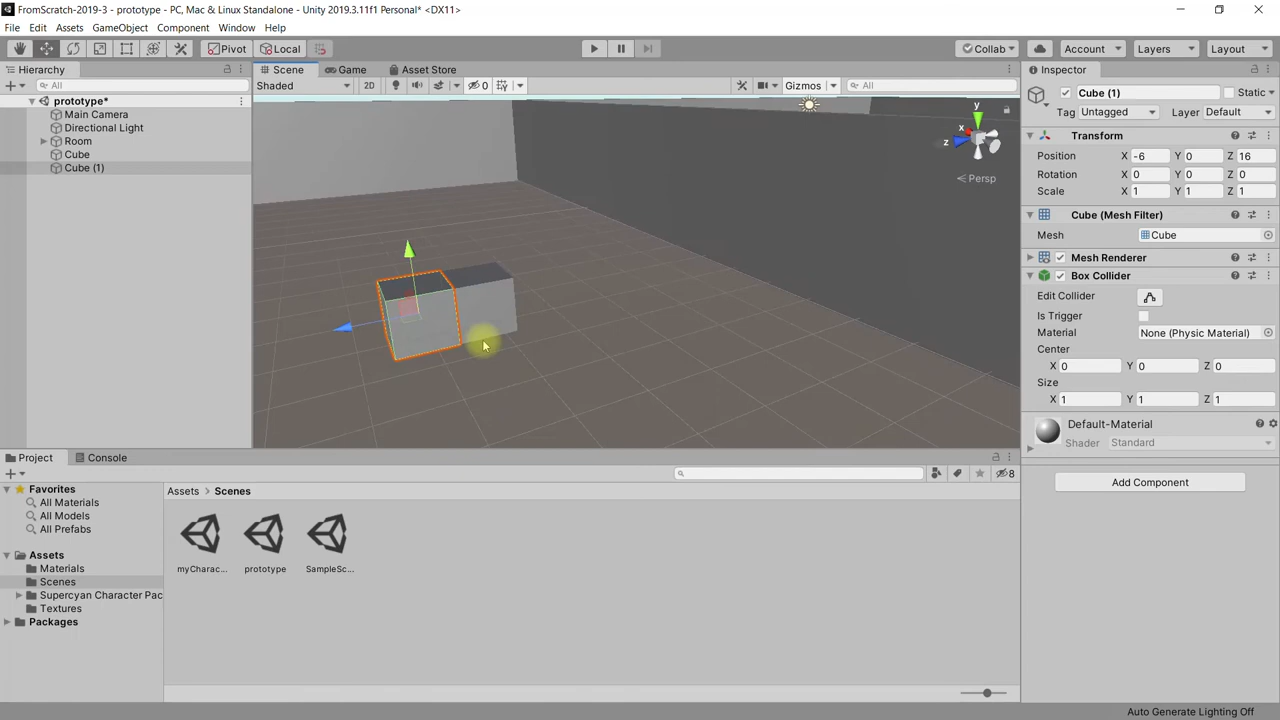 FromScratch-2019-3 - prototype - PC, Mac & Linux Standalone - Unity 2019.3.11f1 Personal* <DX11>
File Edit Assets GameObject Component Window Help
Pivot Local Collab Account Layers Layout
Hierarchy
All
prototype*
Main Camera
Directional Light
Room
Cube
Cube (1)
Scene Game Asset Store
Shaded 2D 0 Gizmos All
y
x
z
Persp
Inspector
Cube (1) Static
Tag Untagged Layer Default
Transform
Position X -6 Y 0 Z 16
Rotation X 0 Y 0 Z 0
Scale X 1 Y 1 Z 1
Cube (Mesh Filter)
Mesh Cube
Mesh Renderer
Box Collider
Edit Collider
Is Trigger
Material None (Physic Material)
Center
X 0 Y 0 Z 0
Size
X 1 Y 1 Z 1
Default-Material
Shader Standard
Add Component
Project Console
8
Favorites
All Materials
All Models
All Prefabs
Assets
Materials
Scenes
Supercyan Character Pac
Textures
Packages
Assets > Scenes
myCharac... prototype SampleSc...
Auto Generate Lighting Off